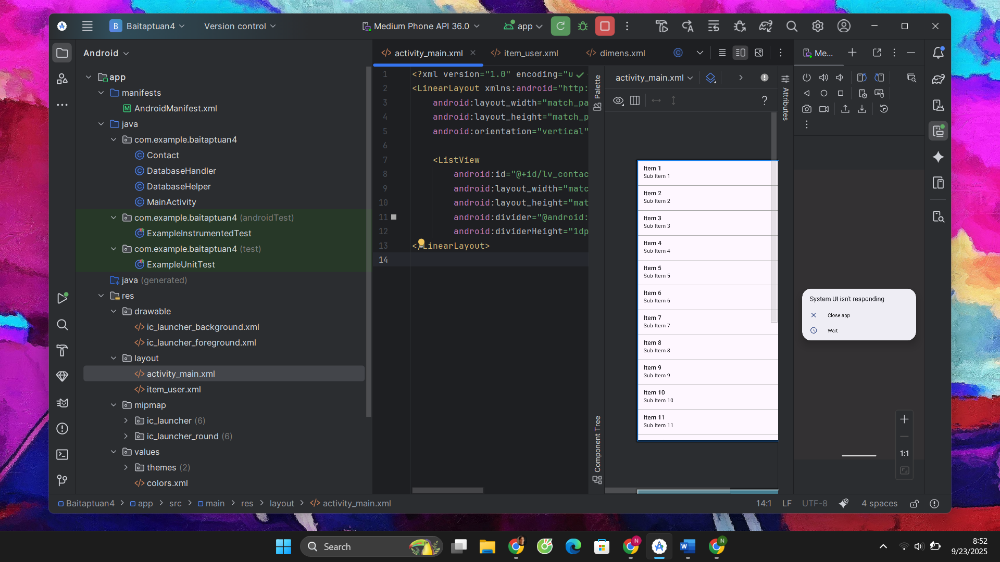 B Baitaptuan4
Version control
Medium Phone API 36.0
app
Android
app
manifests
AndroidManifest.xml
java
com.example.baitaptuan4
Contact
DatabaseHandler
DatabaseHelper
MainActivity
com.example.baitaptuan4 (androidTest)
ExampleInstrumentedTest
com.example.baitaptuan4 (test)
ExampleUnitTest
java (generated)
res
drawable
ic_launcher_background.xml
ic_launcher_foreground.xml
layout
activity_main.xml
item_user.xml
mipmap
ic_launcher (6)
ic_launcher_round (6)
values
themes (2)
colors.xml
activity_main.xml
item_user.xml
dimens.xml
1 <?xml version="1.0" encoding="u
2 <LinearLayout xmlns:android="http:
3 android:layout_width="match_pa
4 android:layout_height="match_p
5 android:orientation="vertical"
6
7 <ListView
8 android:id="@+id/lv_contac
9 android:layout_width="matc
10 android:layout_height="mat
11 android:divider="@android:
12 android:dividerHeight="1dp
13 </LinearLayout>
14
Palette
Component Tree
activity_main.xml
?
Attributes
Item 1
Sub Item 1
Item 2
Sub Item 2
Item 3
Sub Item 3
Item 4
Sub Item 4
Item 5
Sub Item 5
Item 6
Sub Item 6
Item 7
Sub Item 7
Item 8
Sub Item 8
Item 9
Sub Item 9
Item 10
Sub Item 10
Item 11
Sub Item 11
Me...
System UI isn't responding
Close app
Wait
1:1
Baitaptuan4 > app > src > main > res > layout > activity_main.xml
14:1 LF UTF-8 4 spaces
Search
8:52
9/23/2025